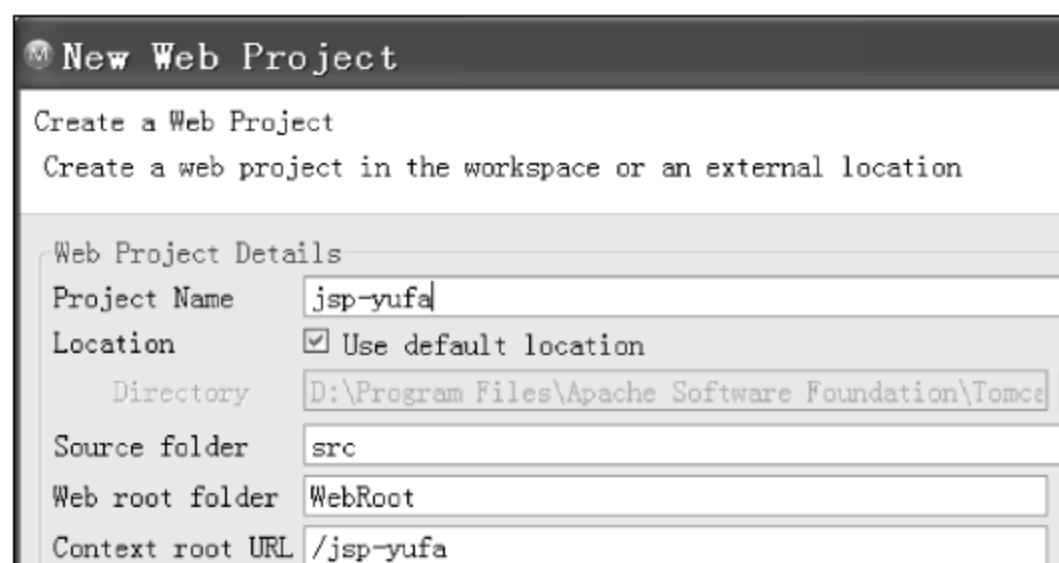 New Web Project
Create a Web Project
Create a web project in the workspace or an external location
Web Project Details
Project Name jsp-yufa
Location Use default location
Directory D:\Program Files\Apache Software Foundation\
Source folder src
Web root folder WebRoot
Context root URL /jsp-yufa